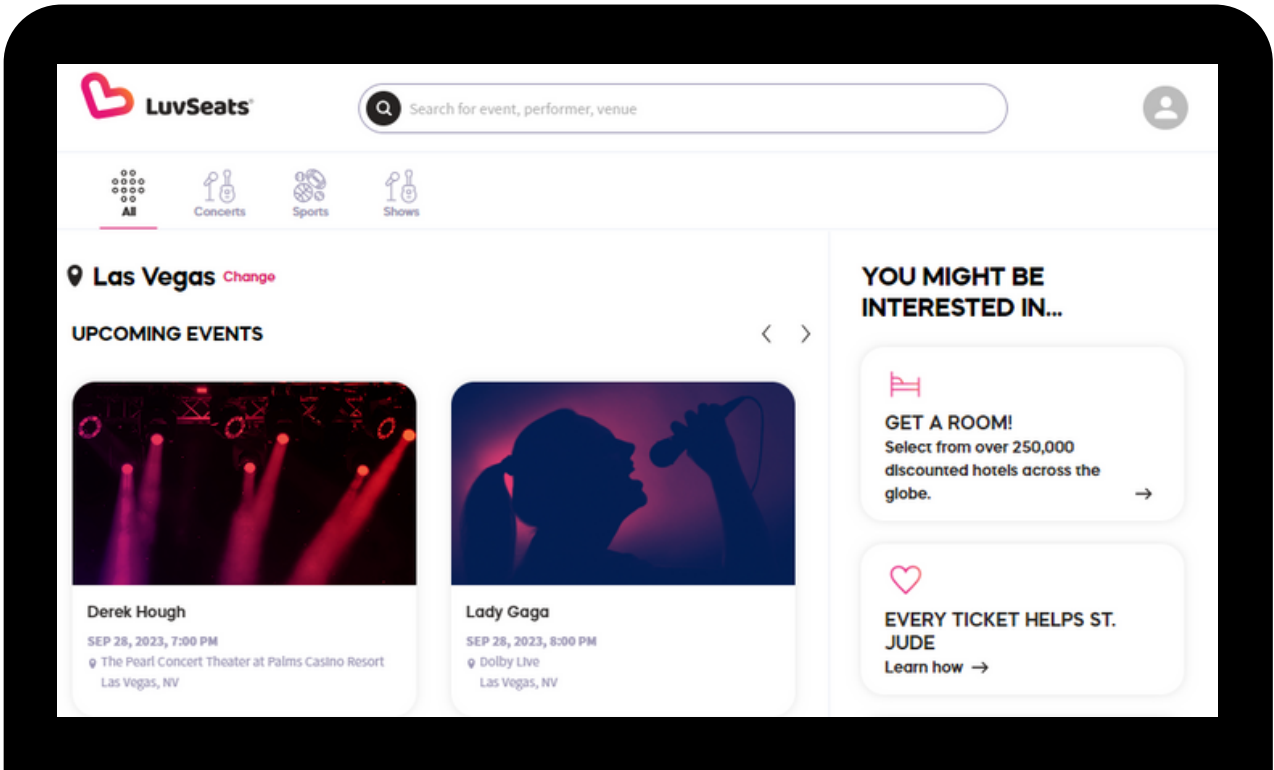 LuvSeats®
Search for event, performer, venue
All
Concerts
Sports
Shows
Las Vegas Change
UPCOMING EVENTS
Derek Hough
SEP 28, 2023, 7:00 PM
The Pearl Concert Theater at Palms Casino Resort
Las Vegas, NV
Lady Gaga
SEP 28, 2023, 8:00 PM
Dolby Live
Las Vegas, NV
YOU MIGHT BE
INTERESTED IN...
GET A ROOM!
Select from over 250,000
discounted hotels across the
globe.
EVERY TICKET HELPS ST.
JUDE
Learn how →